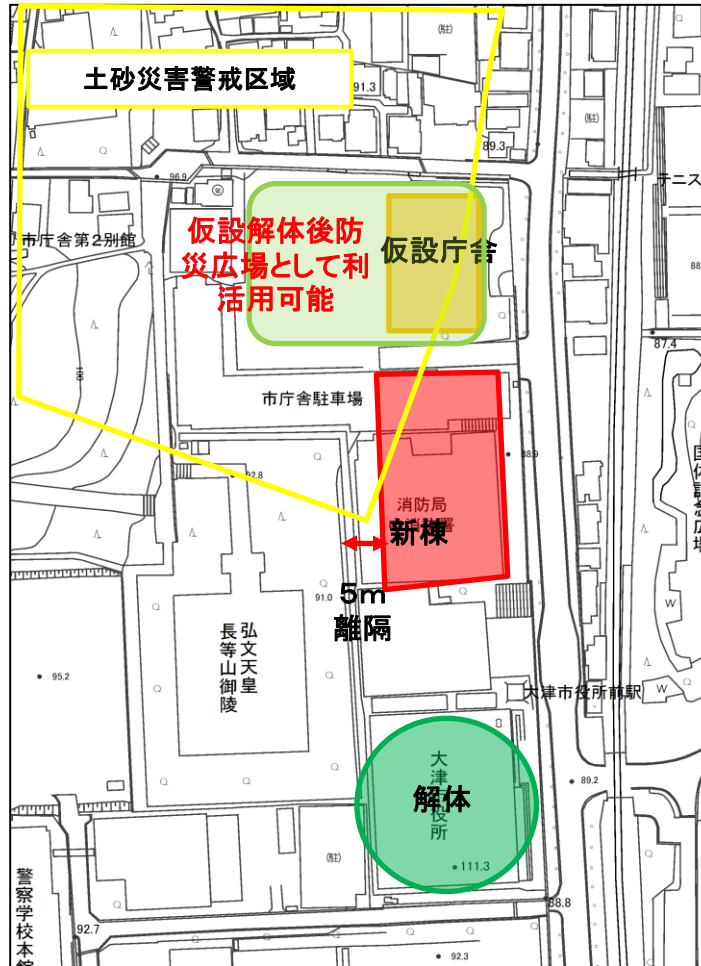 (駐)
土砂災害警戒区域
91.3
(駐)
89.3
96.9
テニス
市庁舎第2別館
仮設解体後防
災広場として利
活用可能
仮設庁舎
88
87.4
100
市庁舎駐車場
92.8
88.9
消防局
新棟
5m
離隔
91.0
弘文天皇
長等山御陵
95.2
W
大津市役所前駅
W
89.2
大津市役所
解体
(駐)
111.3
警察学校本館
38.8
92.7
92.3